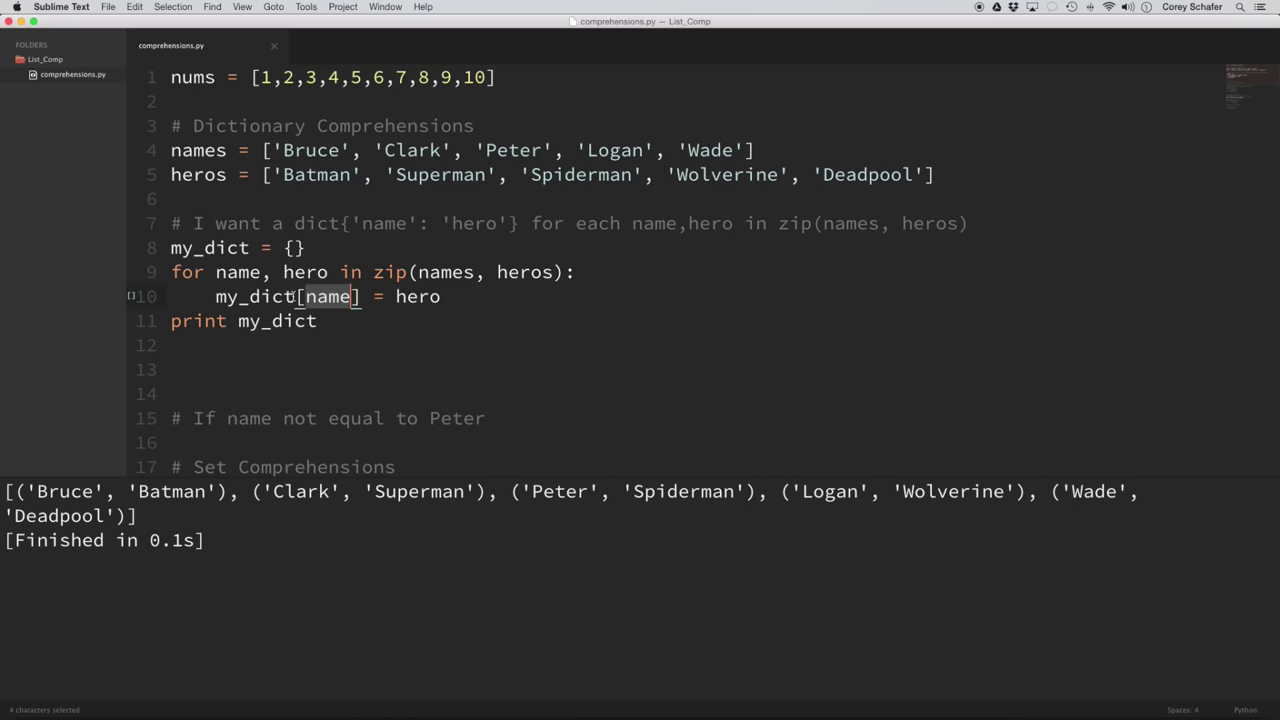 Sublime Text File Edit Selection Find View Goto Tools Project Window Help Corey Schafer
comprehensions.py — List_Comp
FOLDERS
List_Comp
comprehensions.py
comprehensions.py
1 nums = [1,2,3,4,5,6,7,8,9,10]
2
3 # Dictionary Comprehensions
4 names = ['Bruce', 'Clark', 'Peter', 'Logan', 'Wade']
5 heros = ['Batman', 'Superman', 'Spiderman', 'Wolverine', 'Deadpool']
6
7 # I want a dict{'name': 'hero'} for each name,hero in zip(names, heros)
8 my_dict = {}
9 for name, hero in zip(names, heros):
10     my_dict[name] = hero
11 print my_dict
12
13
14
15 # If name not equal to Peter
16
17 # Set Comprehensions
[('Bruce', 'Batman'), ('Clark', 'Superman'), ('Peter', 'Spiderman'), ('Logan', 'Wolverine'), ('Wade',
'Deadpool')]
[Finished in 0.1s]
4 characters selected Spaces: 4 Python